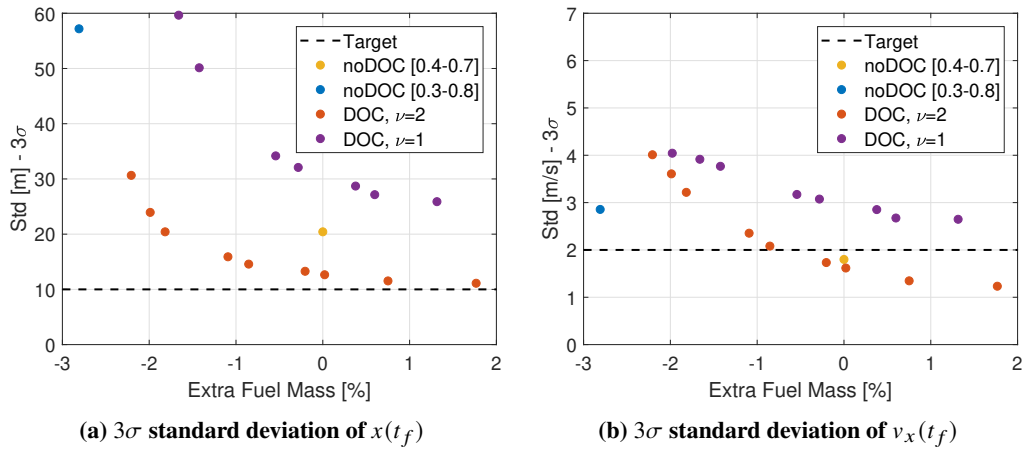 60
50
40
30
20
10
0
-3
-2
-1
0
1
2
Std [m] - 3σ
Extra Fuel Mass [%]
Target
noDOC [0.4-0.7]
noDOC [0.3-0.8]
DOC, ν=2
DOC, ν=1
(a) 3σ standard deviation of x(t_f)
7
6
5
4
3
2
1
0
-3
-2
-1
0
1
2
Std [m/s] - 3σ
Extra Fuel Mass [%]
Target
noDOC [0.4-0.7]
noDOC [0.3-0.8]
DOC, ν=2
DOC, ν=1
(b) 3σ standard deviation of v_x(t_f)